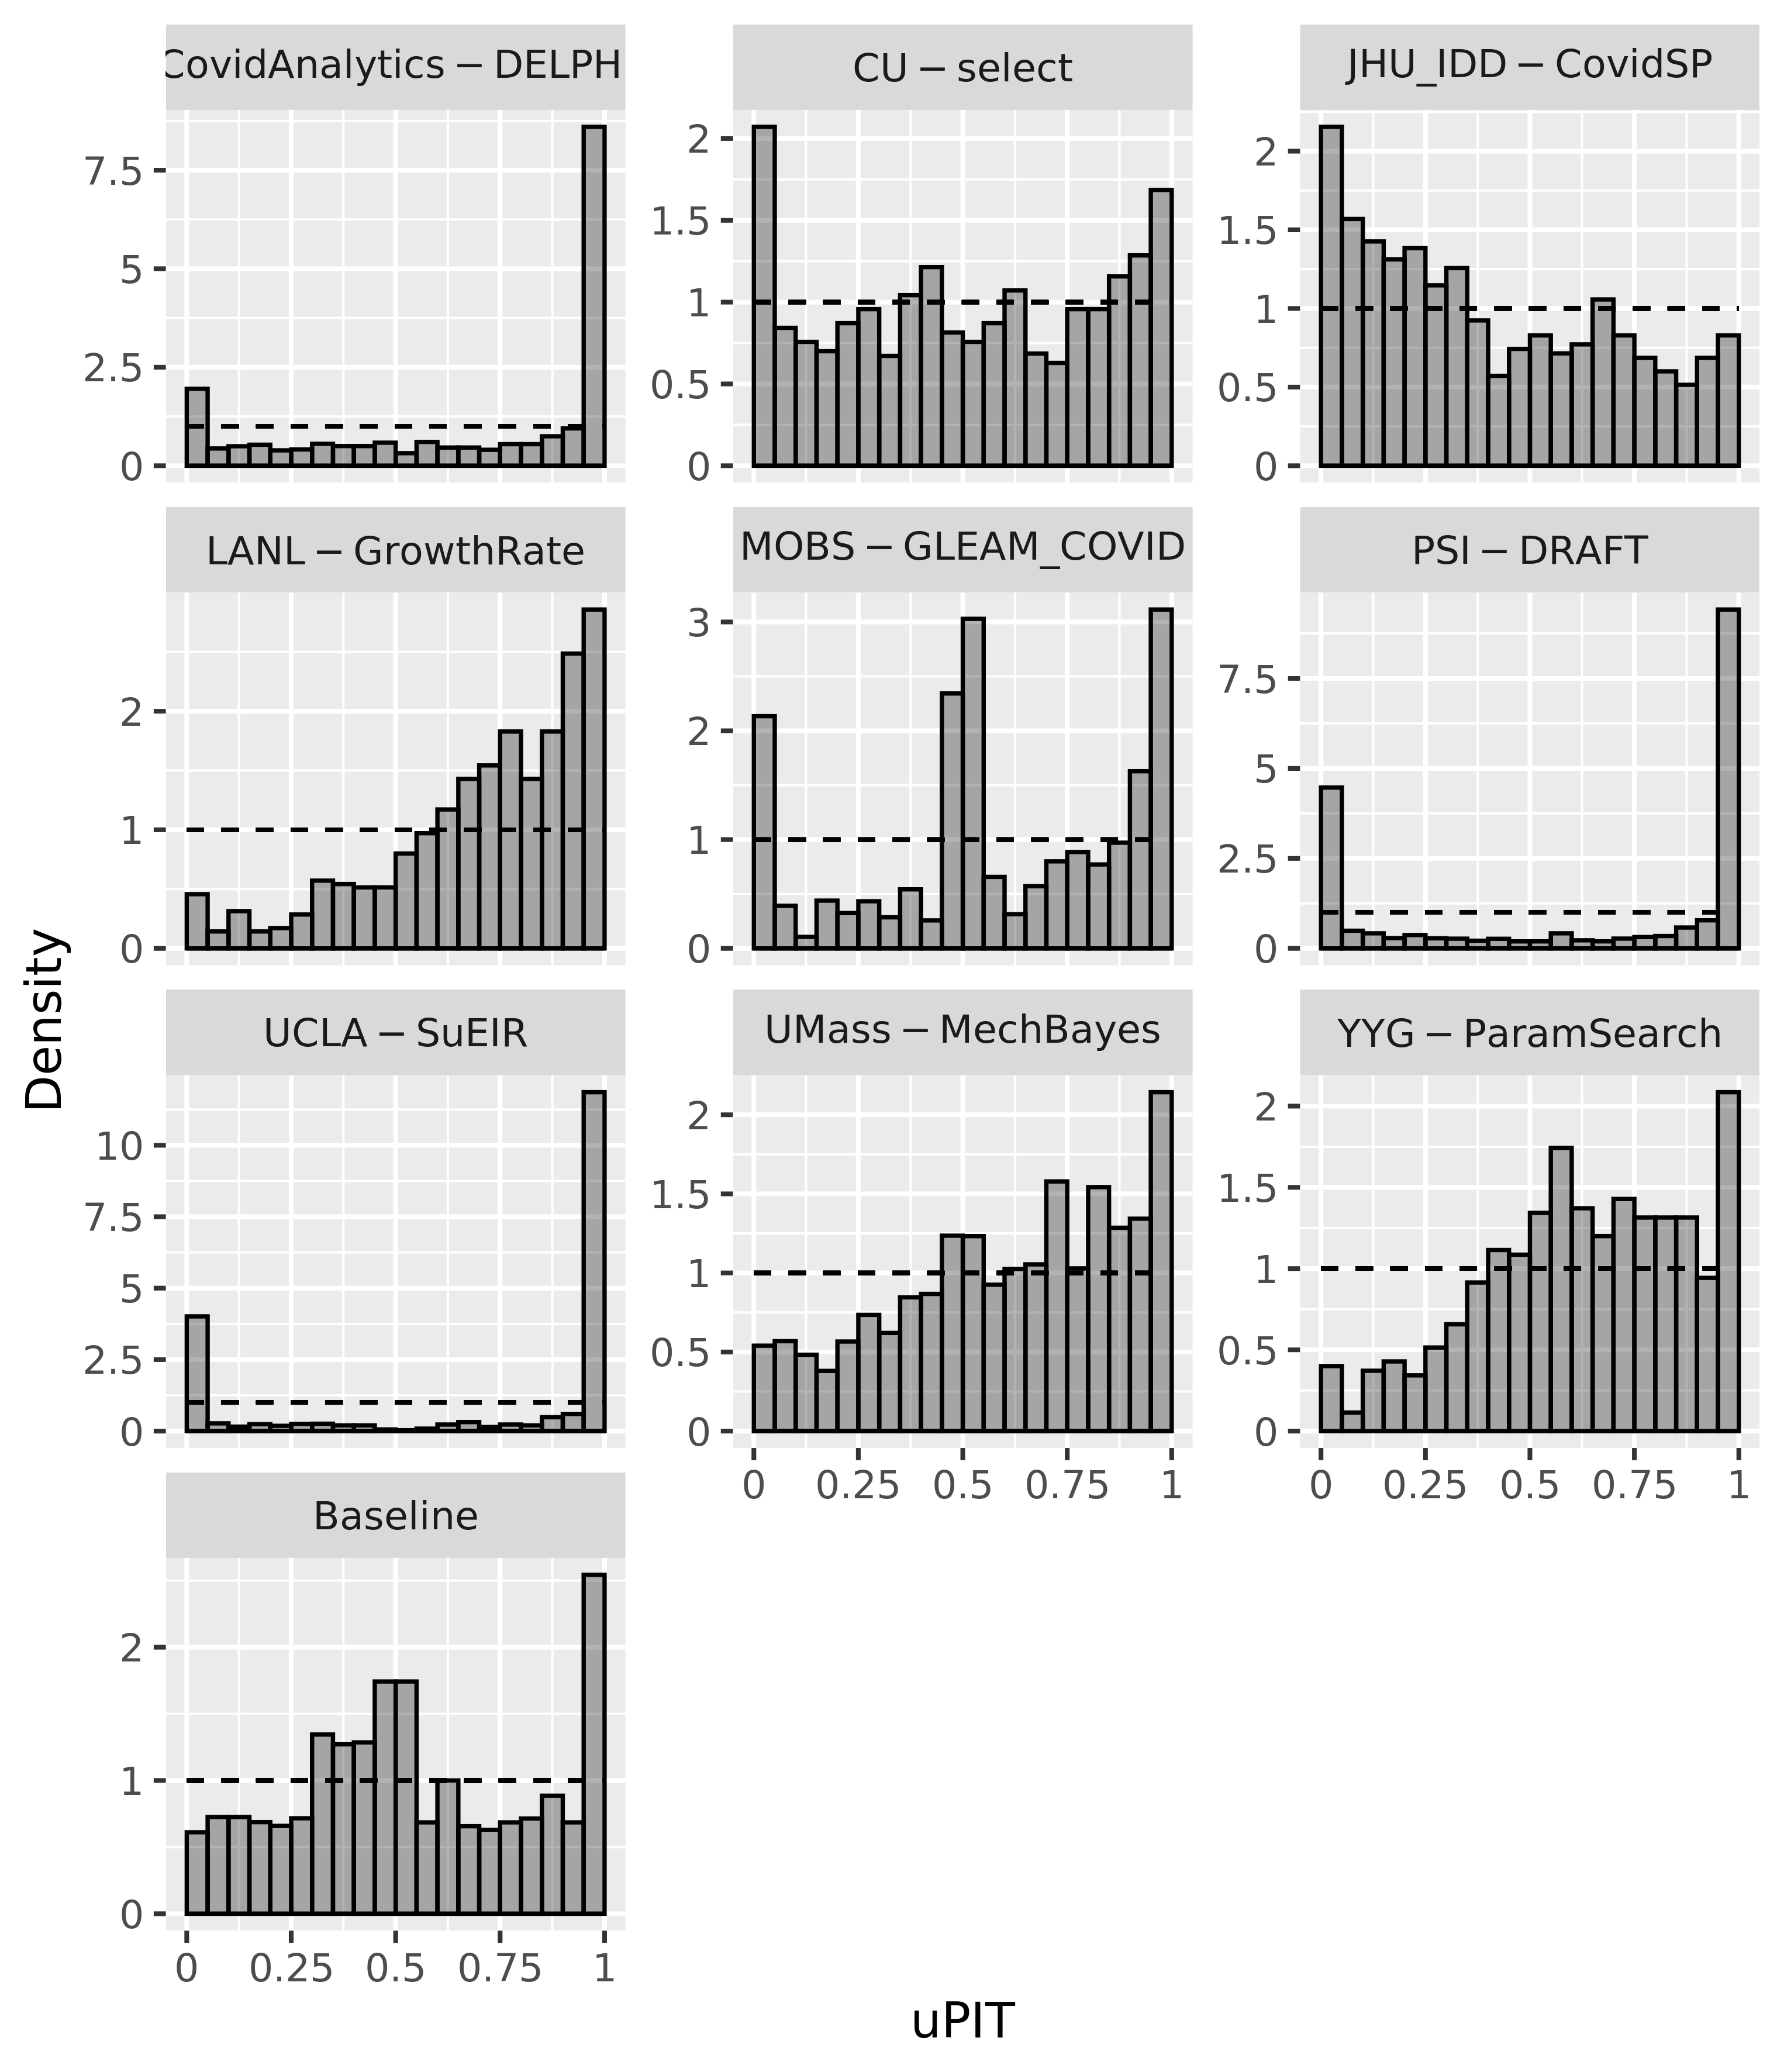 CovidAnalytics – DELPH
CU – select
JHU_IDD – CovidSP
7.5
5
2.5
0
2
1.5
1
0.5
0
2
1.5
1
0.5
0
LANL – GrowthRate
MOBS – GLEAM_COVID
PSI – DRAFT
2
1
0
3
2
1
0
7.5
5
2.5
0
UCLA – SuEIR
UMass – MechBayes
YYG – ParamSearch
10
7.5
5
2.5
0
2
1.5
1
0.5
0
0 0.25 0.5 0.75 1
2
1.5
1
0.5
0
0 0.25 0.5 0.75 1
Baseline
2
1
0
0 0.25 0.5 0.75 1
Density
uPIT